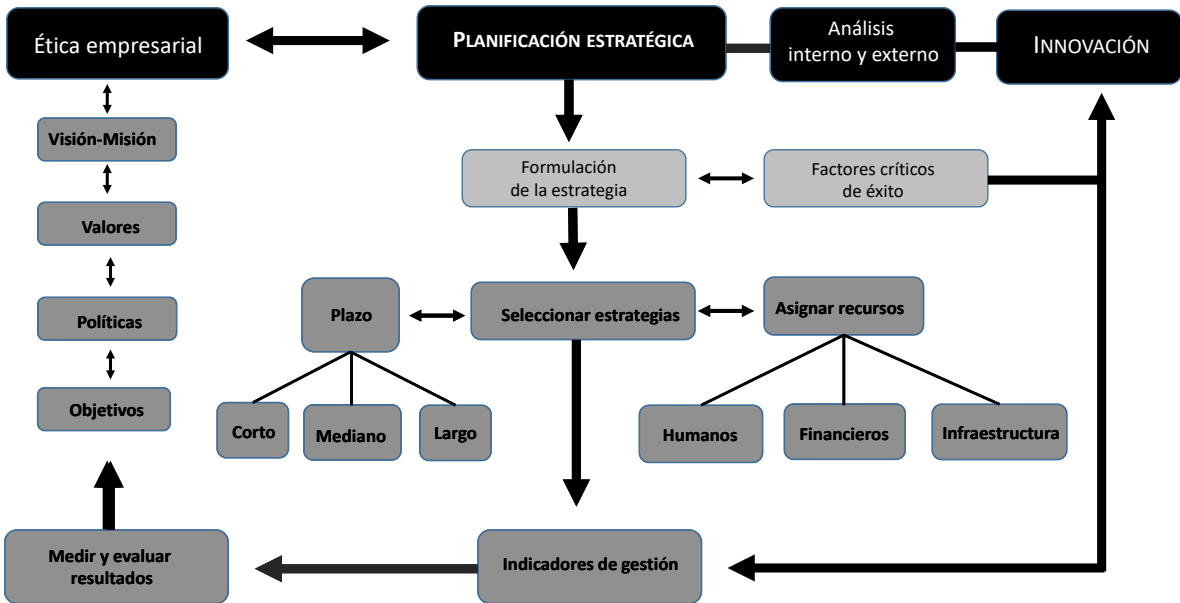 Ética empresarial
PLANIFICACIÓN ESTRATÉGICA
Análisis
interno y externo
INNOVACIÓN
Visión-Misión
Formulación
de la estrategia
Factores críticos
de éxito
Valores
Plazo
Seleccionar estrategias
Asignar recursos
Políticas
Objetivos
Corto
Mediano
Largo
Humanos
Financieros
Infraestructura
Medir y evaluar
resultados
Indicadores de gestión